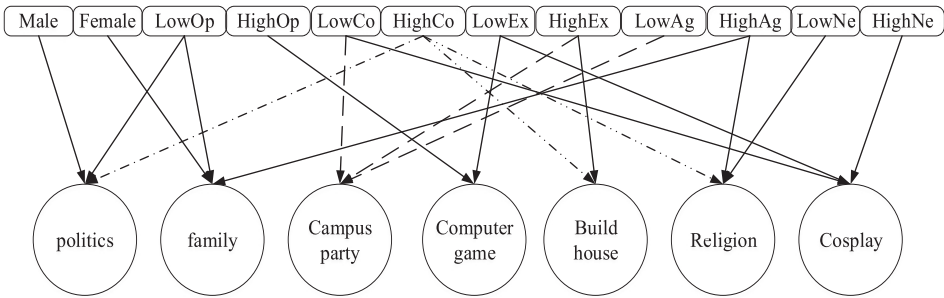 Male Female LowOp HighOp LowCo HighCo LowEx HighEx LowAg HighAg LowNe HighNe
politics
family
Campus
party
Computer
game
Build
house
Religion
Cosplay